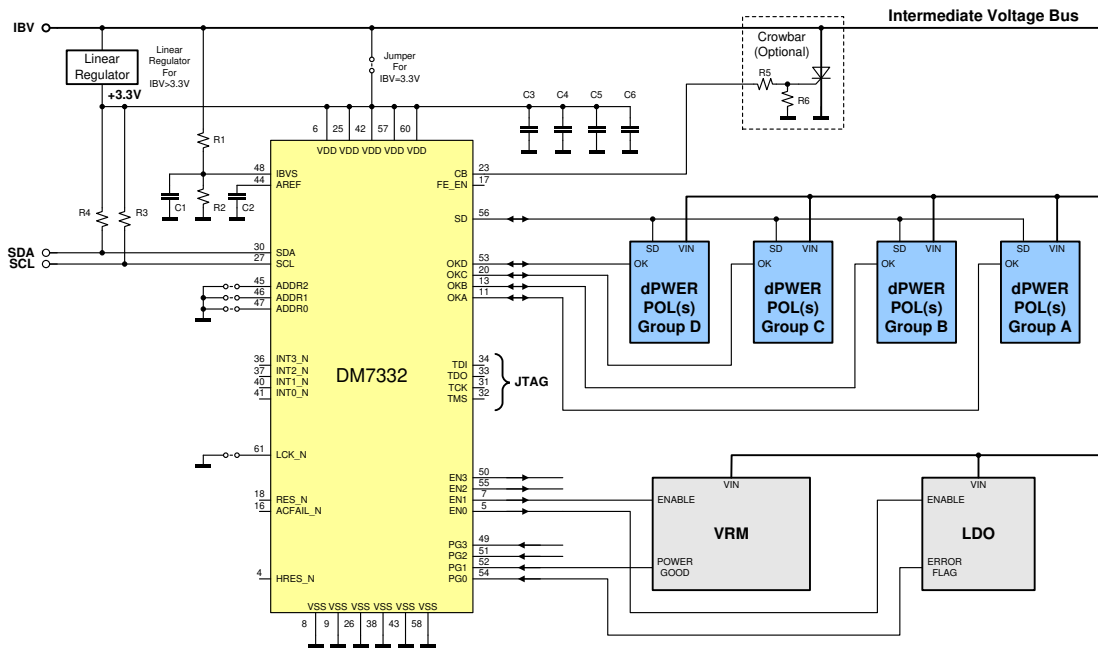 IBV
Intermediate Voltage Bus
Linear
Regulator
Linear
Regulator
For
IBV>3.3V
Jumper
For
IBV=3.3V
Crowbar
(Optional)
R5
R6
+3.3V
C3
C4
C5
C6
6
25
42
57
60
VDD
VDD
VDD
VDD
VDD
R1
R2
C1
C2
R4
R3
48
IBVS
44
AREF
SDA
SCL
30
SDA
27
SCL
45
ADDR2
46
ADDR1
47
ADDR0
36
INT3_N
37
INT2_N
40
INT1_N
41
INT0_N
61
LCK_N
18
RES_N
16
ACFAIL_N
4
HRES_N
DM7332
CB
23
FE_EN
17
SD
56
OKD
53
OKC
20
OKB
13
OKA
11
TDI
34
TDO
33
TCK
31
TMS
32
JTAG
EN3
50
EN2
55
EN1
7
EN0
5
PG3
49
PG2
51
PG1
52
PG0
54
VSS
VSS
VSS
VSS
VSS
VSS
8
9
26
38
43
58
SD
VIN
OK
dPWER
POL(s)
Group D
SD
VIN
OK
dPWER
POL(s)
Group C
SD
VIN
OK
dPWER
POL(s)
Group B
SD
VIN
OK
dPWER
POL(s)
Group A
VIN
ENABLE
VRM
POWER
GOOD
VIN
ENABLE
LDO
ERROR
FLAG